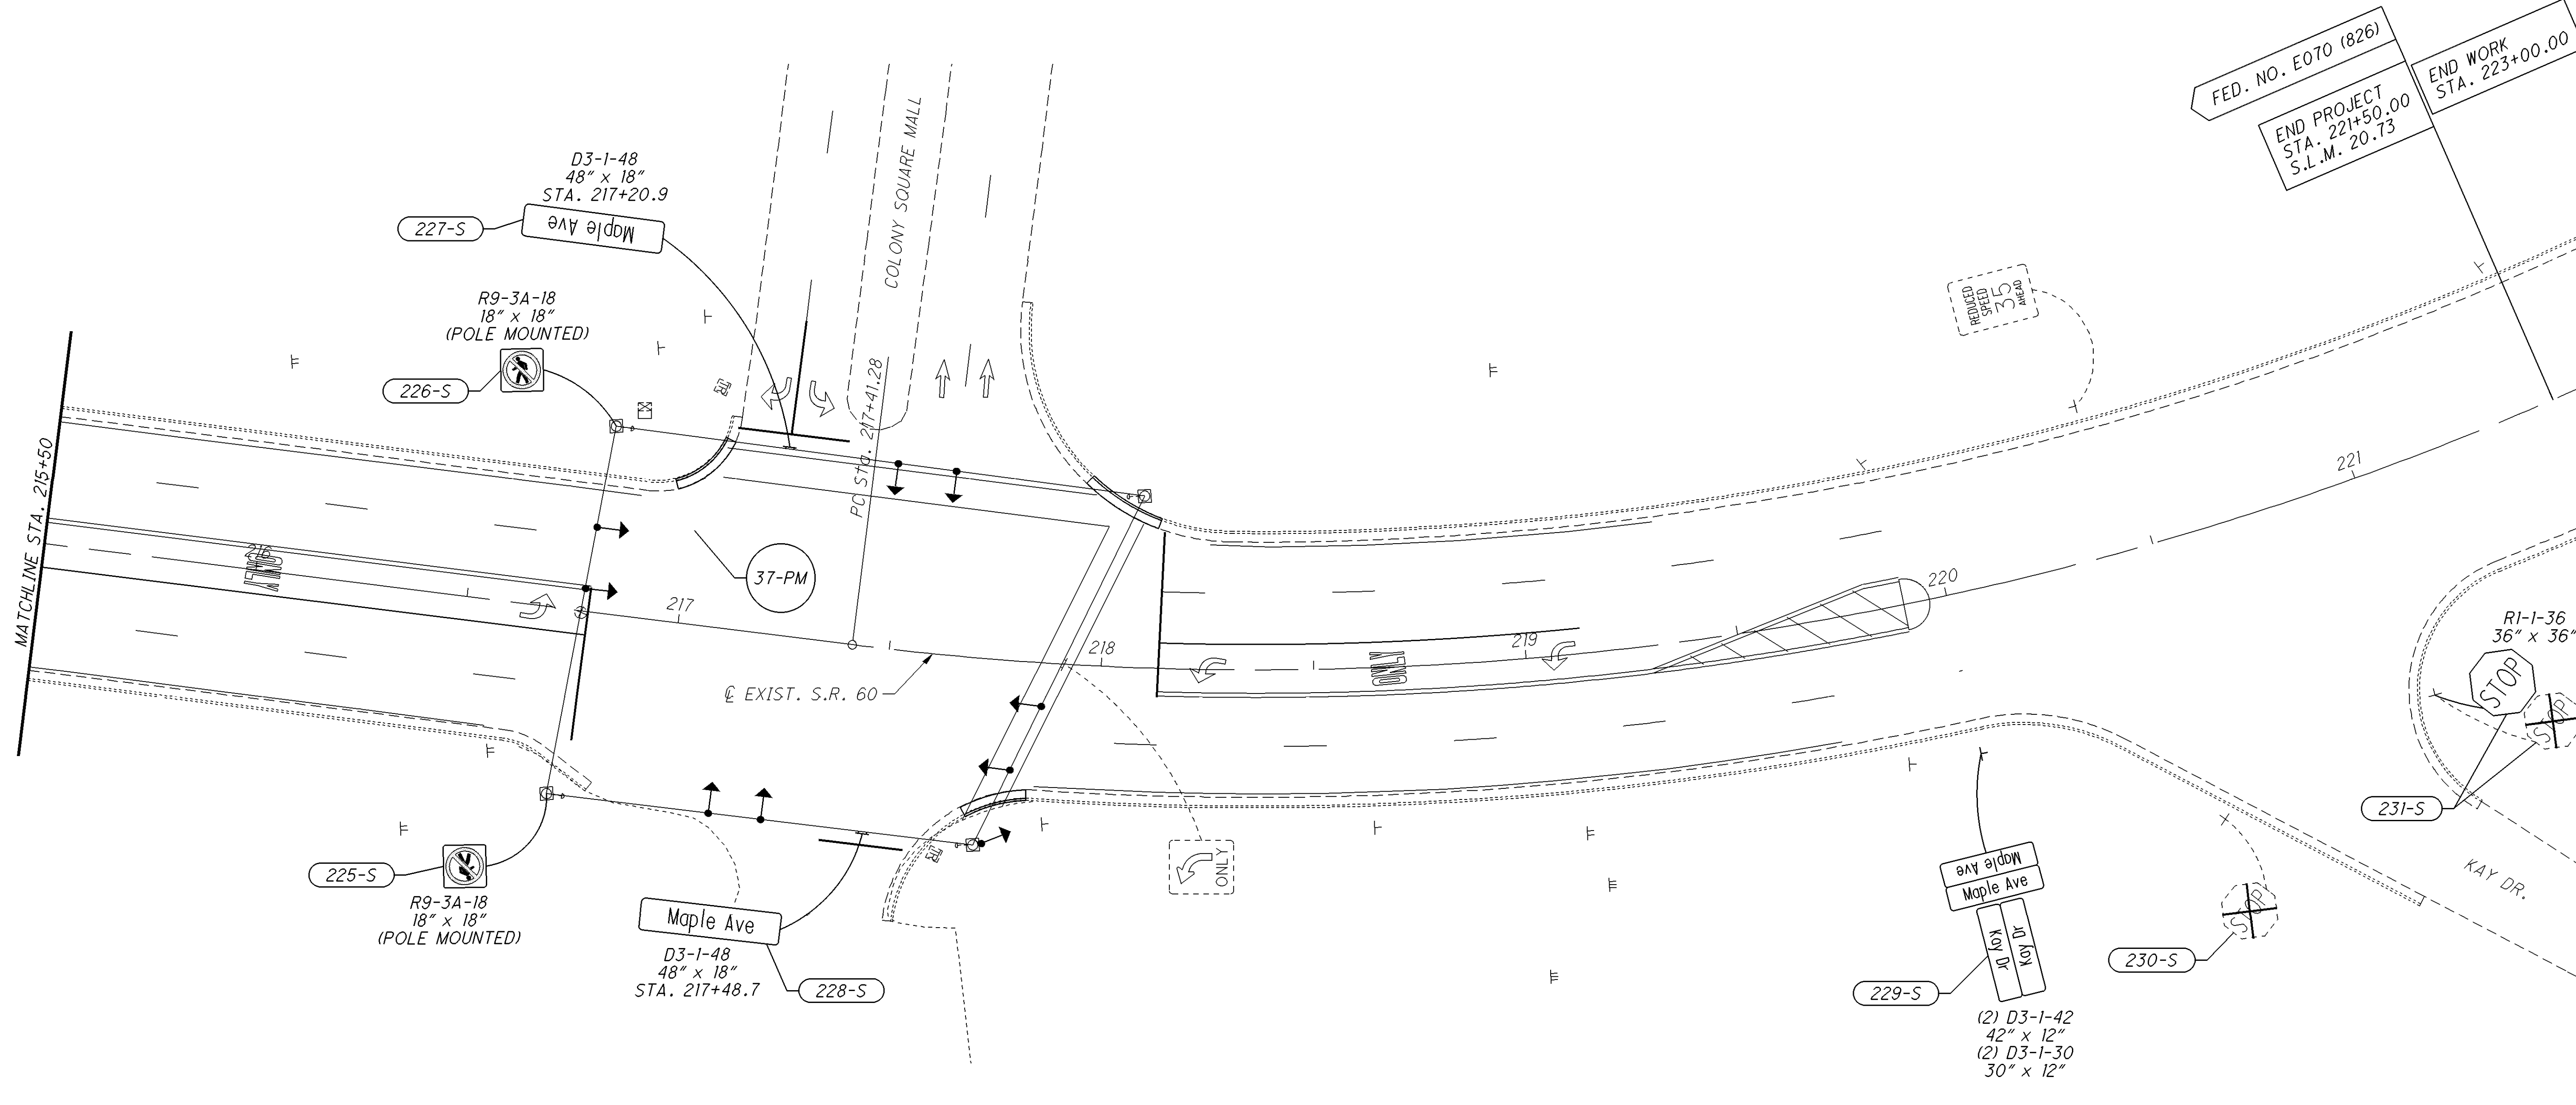 FED. NO. E070 (826)
END WORK
STA. 223+00.00
END PROJECT
STA. 221+50.00
S.L.M. 20.73
COLONY SQUARE MALL
D3-1-48
48" x 18"
STA. 217+20.9
Maple Ave
227-S
R9-3A-18
18" x 18"
(POLE MOUNTED)
226-S
REDUCED
SPEED
35
AHEAD
PC Sta. 217+41.28
MATCHLINE STA. 215+50
216
ONLY
37-PM
217
218
219
220
221
ONLY
℄ EXIST. S.R. 60
R1-1-36
36" x 36"
STOP
STOP
231-S
KAY DR.
225-S
R9-3A-18
18" x 18"
(POLE MOUNTED)
Maple Ave
D3-1-48
48" x 18"
STA. 217+48.7
228-S
ONLY
Maple Ave
Maple Ave
Kay Dr
Kay Dr
229-S
(2) D3-1-42
42" x 12"
(2) D3-1-30
30" x 12"
STOP
230-S